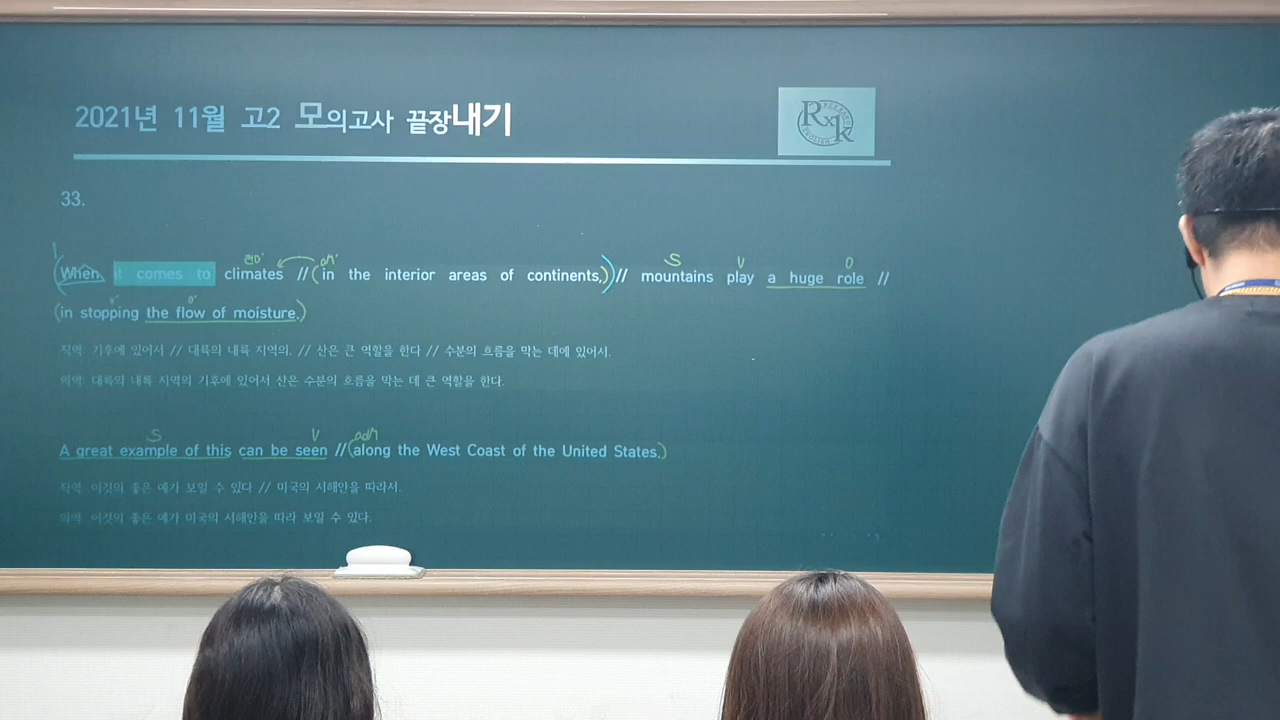 2021년 11월 고2 모의고사 끝장내기
RxR
33.
전O' adj'
(When it comes to climates // (in the interior areas of continents,) // mountains play a huge role //
S V O
V' O'
(in stopping the flow of moisture.)
직역: 기후에 있어서 // 대륙의 내륙 지역의, // 산은 큰 역할을 한다 // 수분의 흐름을 막는 데에 있어서.
의역: 대륙의 내륙 지역의 기후에 있어서 산은 수분의 흐름을 막는 데 큰 역할을 한다.
S V adv
A great example of this can be seen // (along the West Coast of the United States.)
직역: 이것의 좋은 예가 보일 수 있다 // 미국의 서해안을 따라서.
의역: 이것의 좋은 예가 미국의 서해안을 따라 보일 수 있다.